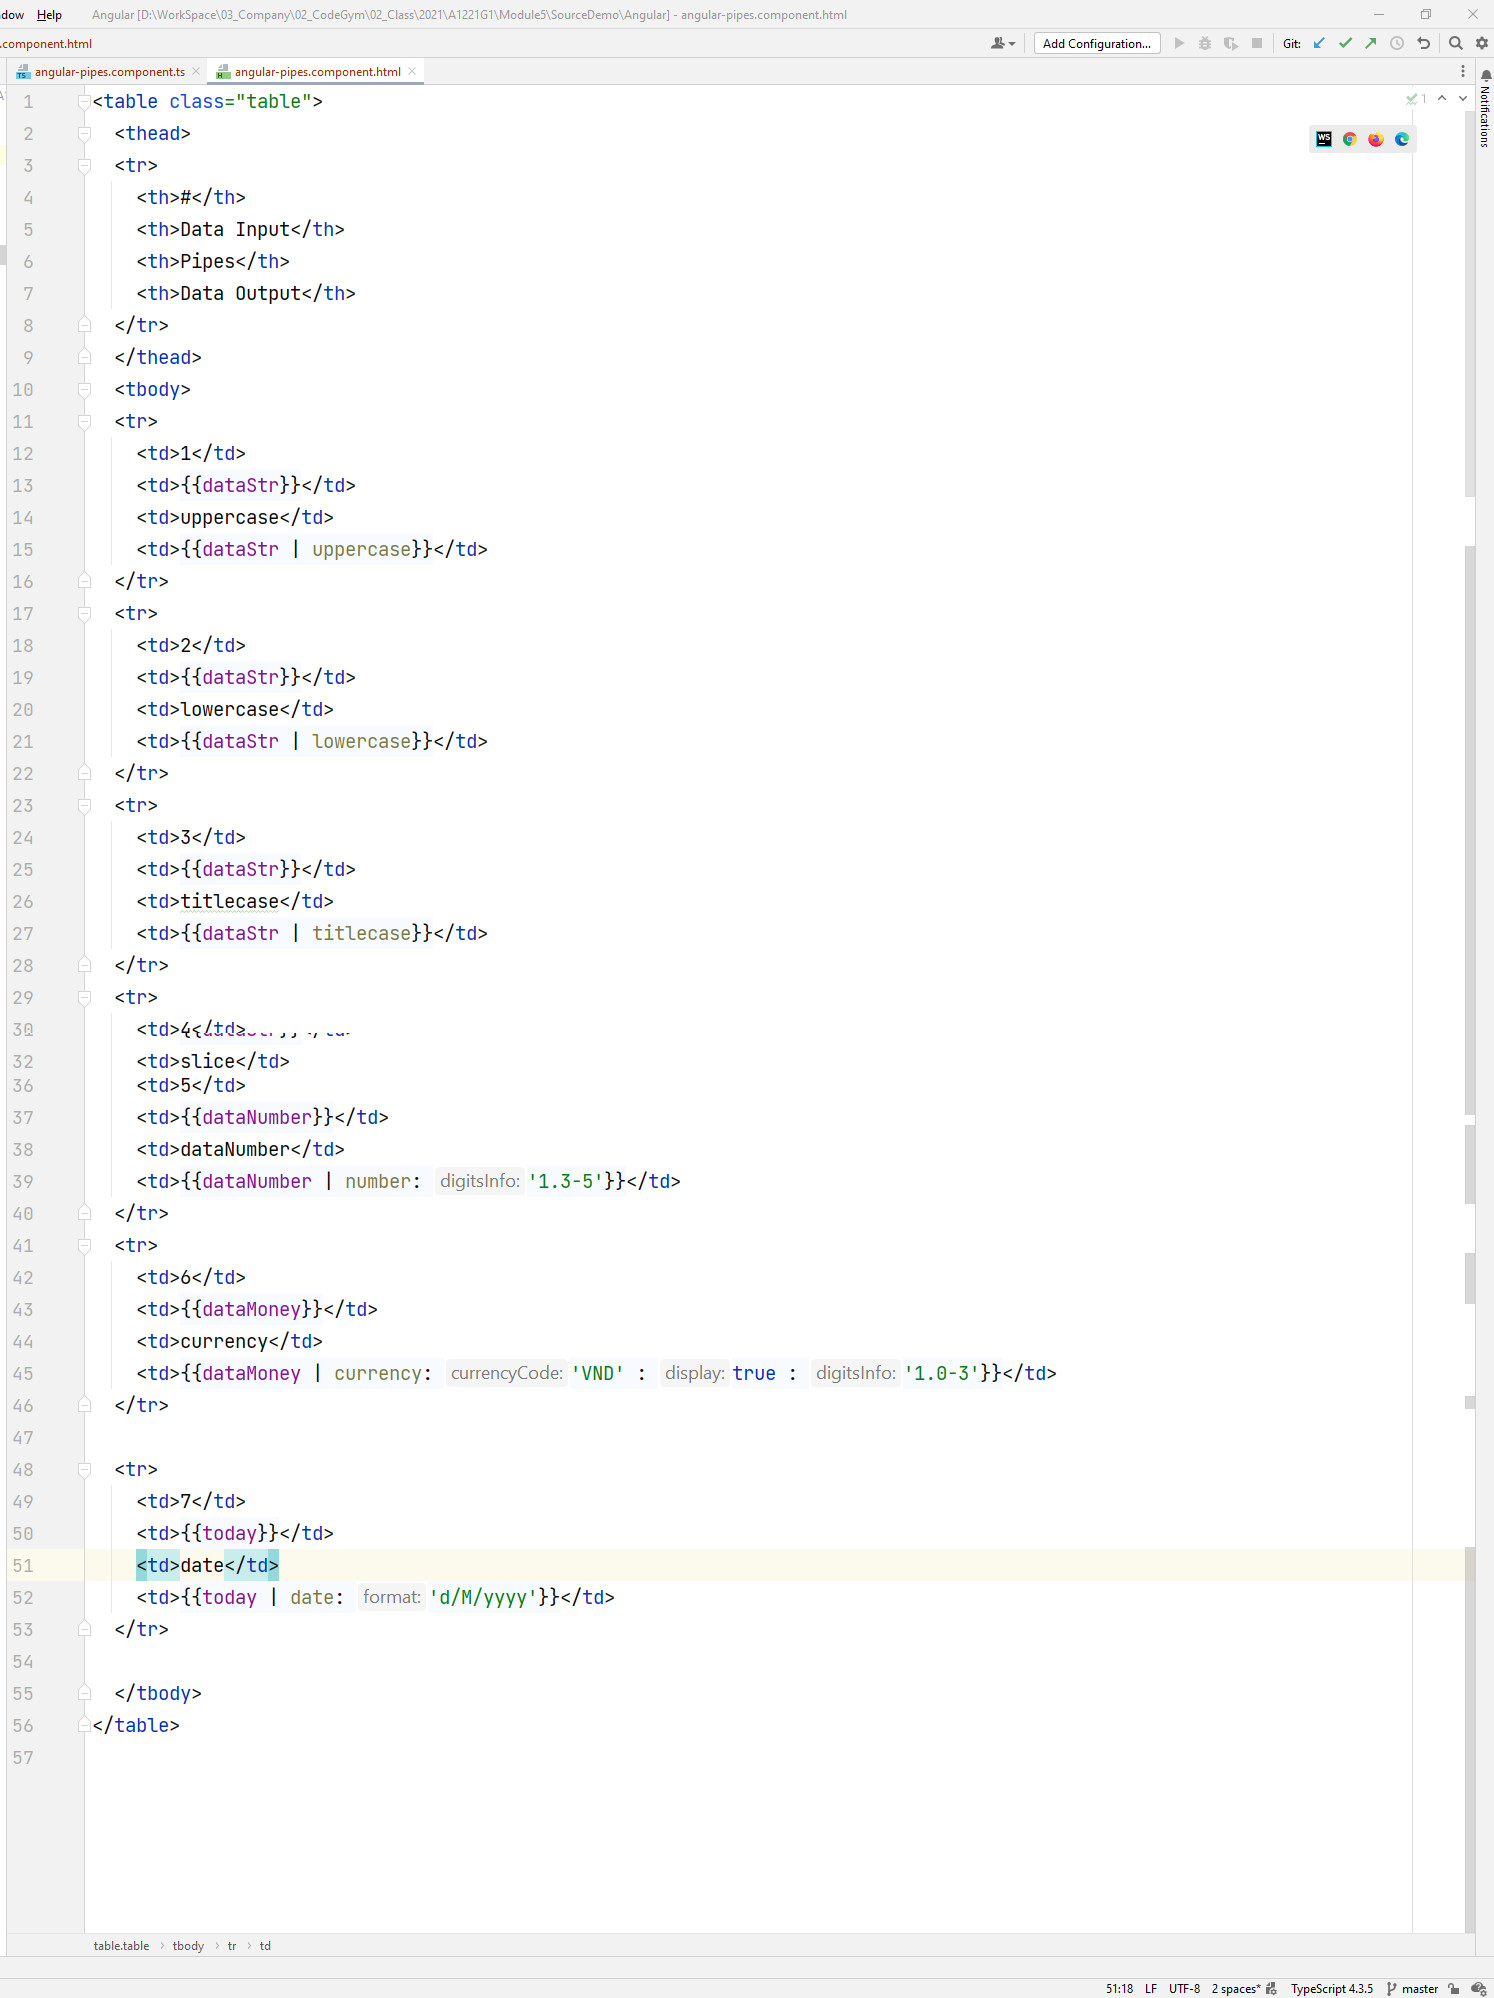 dow Help Angular [D:\WorkSpace\03_Company\02_CodeGym\02_Class\2021\A1221G1\Module5\SourceDemo\Angular] - angular-pipes.component.html
.component.html Add Configuration... Git:
angular-pipes.component.ts angular-pipes.component.html
Notifications
1
1 <table class="table">
2 <thead>
3 <tr>
4 <th>#</th>
5 <th>Data Input</th>
6 <th>Pipes</th>
7 <th>Data Output</th>
8 </tr>
9 </thead>
10 <tbody>
11 <tr>
12 <td>1</td>
13 <td>{{dataStr}}</td>
14 <td>uppercase</td>
15 <td>{{dataStr | uppercase}}</td>
16 </tr>
17 <tr>
18 <td>2</td>
19 <td>{{dataStr}}</td>
20 <td>lowercase</td>
21 <td>{{dataStr | lowercase}}</td>
22 </tr>
23 <tr>
24 <td>3</td>
25 <td>{{dataStr}}</td>
26 <td>titlecase</td>
27 <td>{{dataStr | titlecase}}</td>
28 </tr>
29 <tr>
30 <td>4</td>
32 <td>slice</td>
36 <td>5</td>
37 <td>{{dataNumber}}</td>
38 <td>dataNumber</td>
39 <td>{{dataNumber | number: digitsInfo: '1.3-5'}}</td>
40 </tr>
41 <tr>
42 <td>6</td>
43 <td>{{dataMoney}}</td>
44 <td>currency</td>
45 <td>{{dataMoney | currency: currencyCode: 'VND' : display: true : digitsInfo: '1.0-3'}}</td>
46 </tr>
47
48 <tr>
49 <td>7</td>
50 <td>{{today}}</td>
51 <td>date</td>
52 <td>{{today | date: format: 'd/M/yyyy'}}</td>
53 </tr>
54
55 </tbody>
56 </table>
57
table.table › tbody › tr › td
51:18 LF UTF-8 2 spaces* TypeScript 4.3.5 master